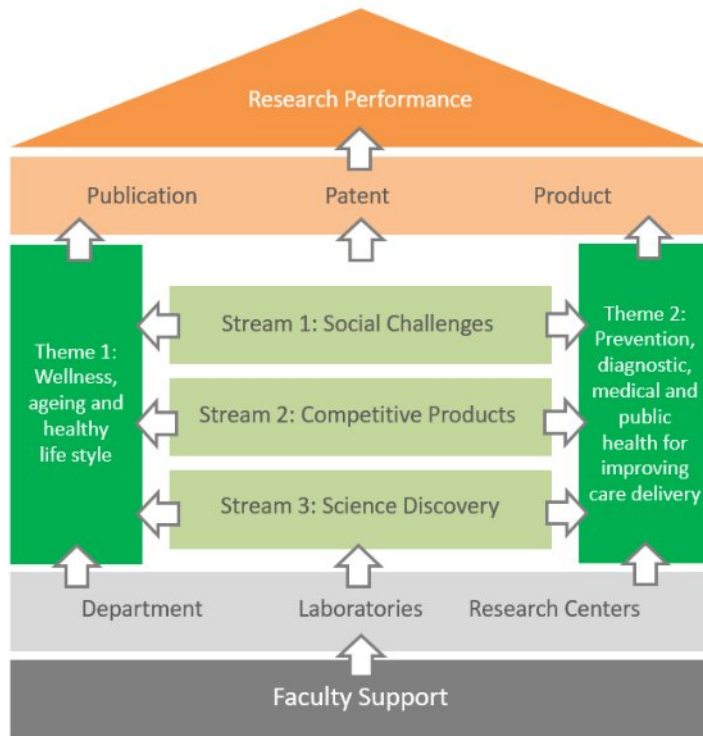 Research Performance
Publication
Patent
Product
Stream 1: Social Challenges
Stream 2: Competitive Products
Stream 3: Science Discovery
Theme 1:
Wellness,
ageing and
healthy
life style
Theme 2:
Prevention,
diagnostic,
medical and
public
health for
improving
care delivery
Department
Laboratories
Research Centers
Faculty Support